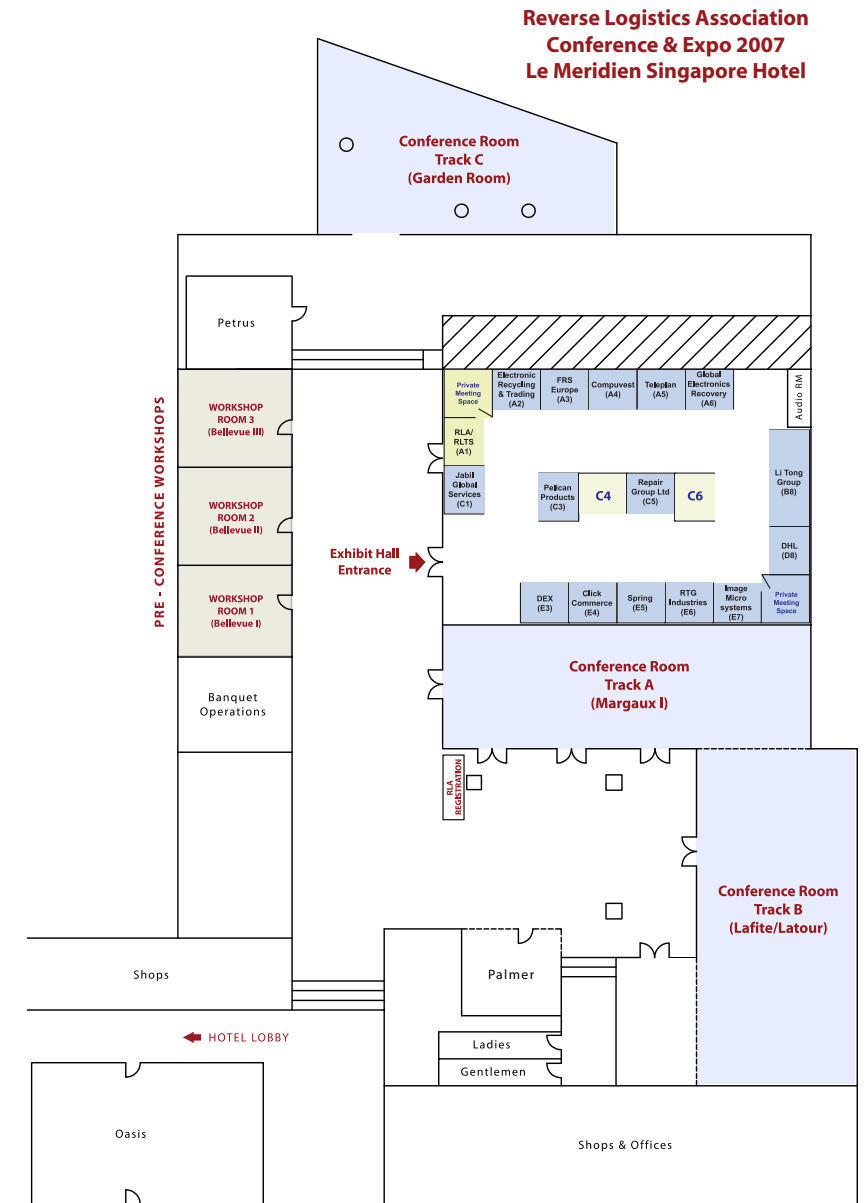 Reverse Logistics Association
Conference & Expo 2007
Le Meridien Singapore Hotel
Conference Room
Track C
(Garden Room)
Petrus
PRE - CONFERENCE WORKSHOPS
WORKSHOP
ROOM 3
(Bellevue III)
WORKSHOP
ROOM 2
(Bellevue II)
WORKSHOP
ROOM 1
(Bellevue I)
Banquet
Operations
Private
Meeting
Space
Electronic
Recycling
& Trading
(A2)
FRS
Europe
(A3)
Compuvest
(A4)
Teleplan
(A5)
Global
Electronics
Recovery
(A6)
Audio RM
RLA/
RLTS
(A1)
Jabil
Global
Services
(C1)
Pelican
Products
(C3)
C4
Repair
Group Ltd
(C5)
C6
Li Tong
Group
(B8)
DHL
(D8)
Exhibit Hall
Entrance
DEX
(E3)
Click
Commerce
(E4)
Spring
(E5)
RTG
Industries
(E6)
Image
Micro
systems
(E7)
Private
Meeting
Space
Conference Room
Track A
(Margaux I)
RLA
REGISTRATION
Conference Room
Track B
(Lafite/Latour)
Shops
Palmer
HOTEL LOBBY
Ladies
Gentlemen
Oasis
Shops & Offices